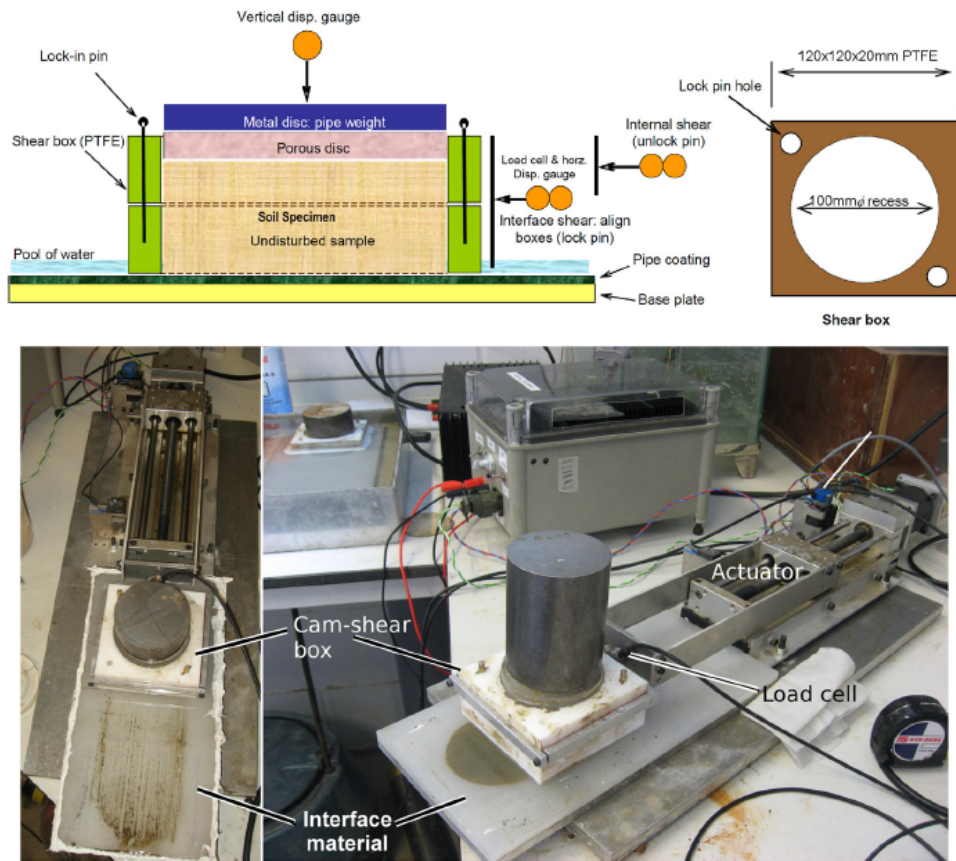 Vertical disp. gauge
Lock-in pin
Shear box (PTFE)
Metal disc: pipe weight
Porous disc
Soil Specimen
Undisturbed sample
Pool of water
Load cell & horz.
Disp. gauge
Internal shear
(unlock pin)
Interface shear: align
boxes (lock pin)
Pipe coating
Base plate
120x120x20mm PTFE
Lock pin hole
100mmϕ recess
Shear box
Cam-shear
box
Actuator
Load cell
Interface
material